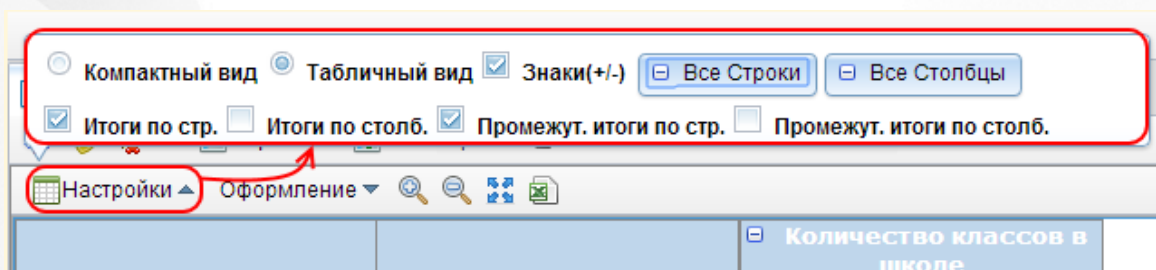 Компактный вид Табличный вид Знаки(+/-) Все Строки Все Столбцы
Итоги по стр. Итоги по столб. Промежут. итоги по стр. Промежут. итоги по столб.
Настройки Оформление
Количество классов в
школе